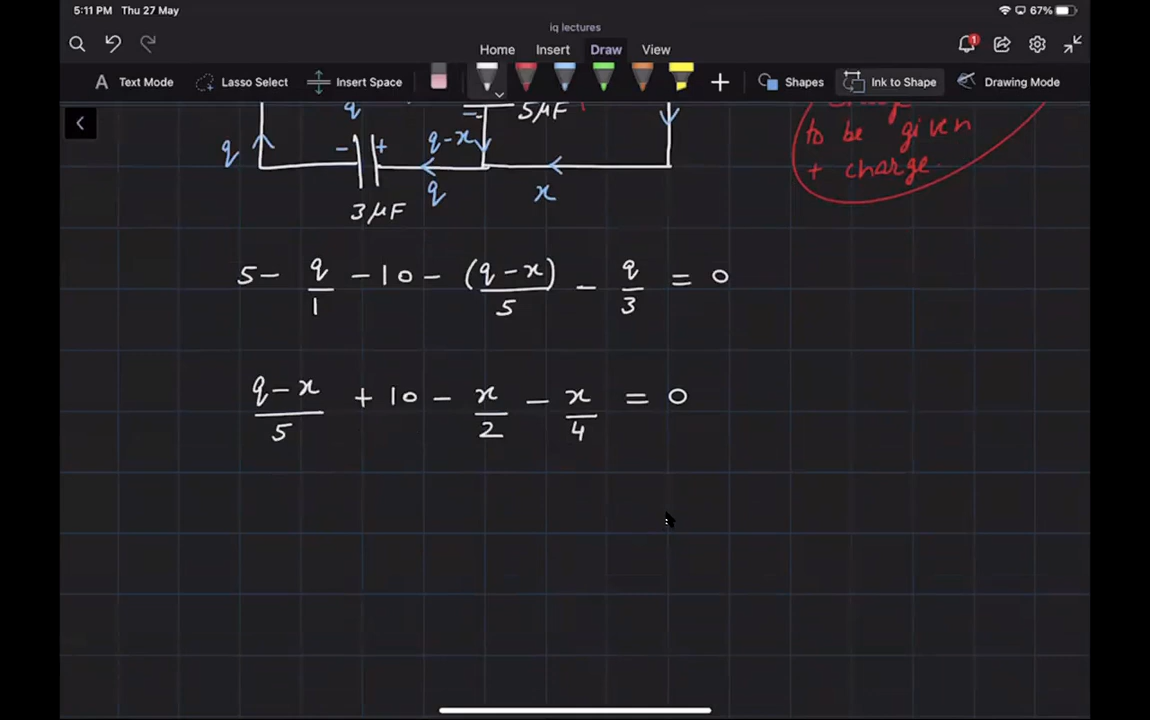 5:11 PM Thu 27 May
67%
iq lectures
Home Insert Draw View
1
A Text Mode Lasso Select Insert Space Shapes Ink to Shape Drawing Mode
q 5μF
to be given
+ charge.
q - + q-x
q x
3μF
5 - q/1 - 10 - (q-x)/5 - q/3 = 0
q-x/5 + 10 - x/2 - x/4 = 0